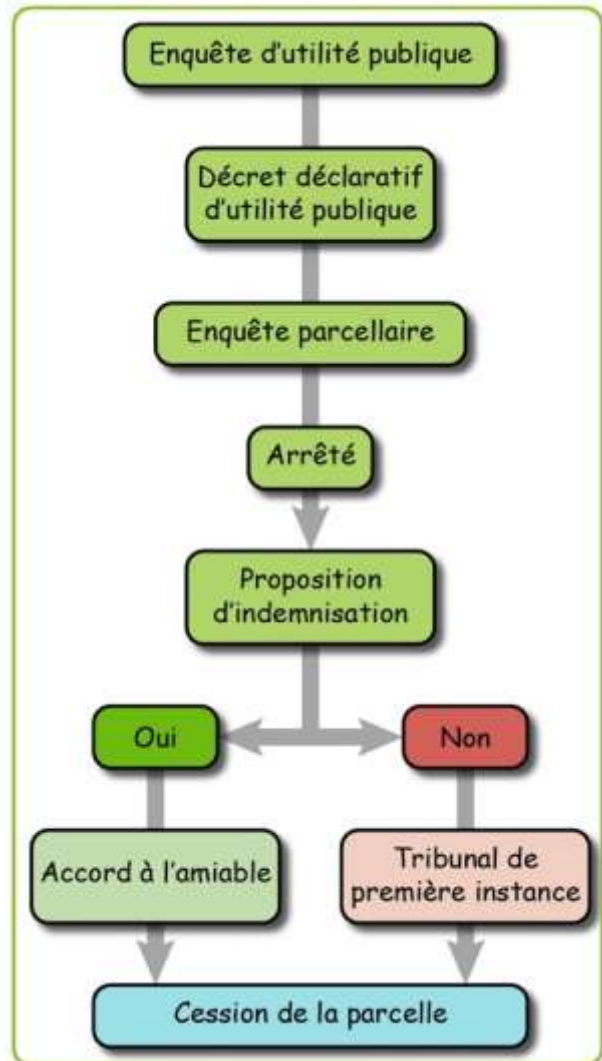 Enquête d'utilité publique
Décret déclaratif
d'utilité publique
Enquête parcellaire
Arrêté
Proposition
d'indemnisation
Oui
Non
Accord à l'amiable
Tribunal de
première instance
Cession de la parcelle